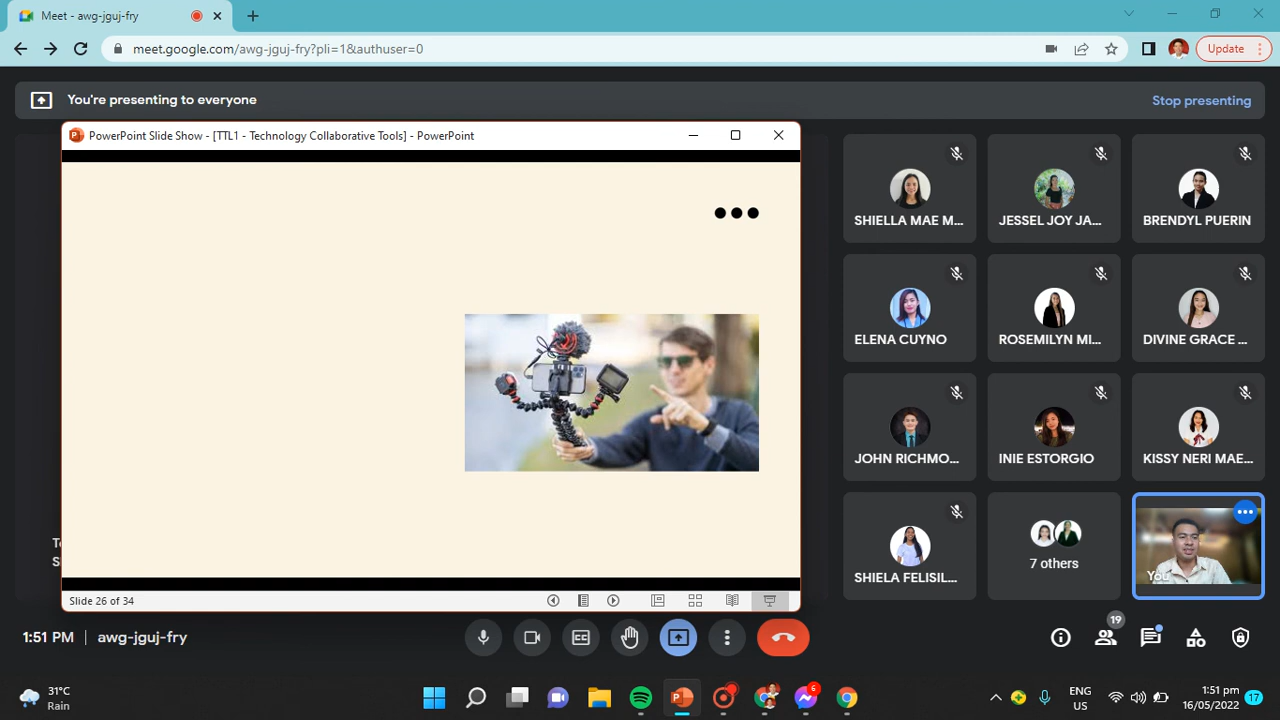 Meet - awg-jguj-fry
meet.google.com/awg-jguj-fry?pli=1&authuser=0
Update
You're presenting to everyone
Stop presenting
PowerPoint Slide Show - [TTL1 - Technology Collaborative Tools] - PowerPoint
SHIELLA MAE M...
JESSEL JOY JA...
BRENDYL PUERIN
ELENA CUYNO
ROSEMILYN MI...
DIVINE GRACE ...
JOHN RICHMO...
INIE ESTORGIO
KISSY NERI MAE...
SHIELA FELISIL...
7 others
You
Slide 26 of 34
1:51 PM | awg-jguj-fry
CC
19
31°C
Rain
6
ENG
US
1:51 pm
16/05/2022
17